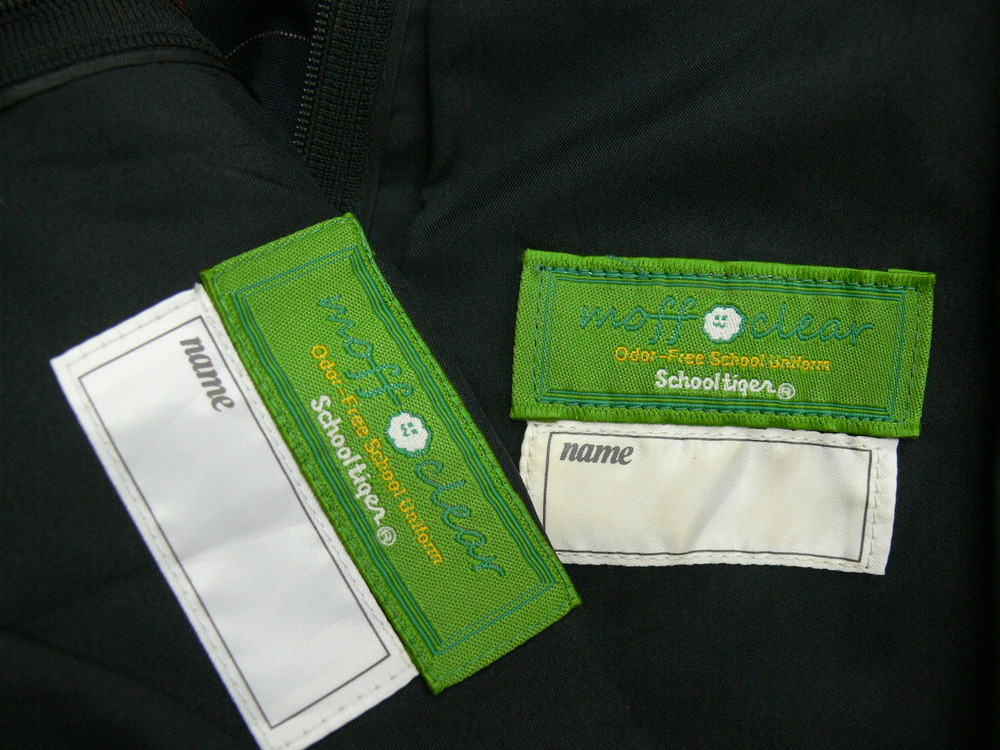 name
moff clear
Odor-Free School Uniform
Schooltiger®
moff clear
Odor-Free School Uniform
Schooltiger®
name